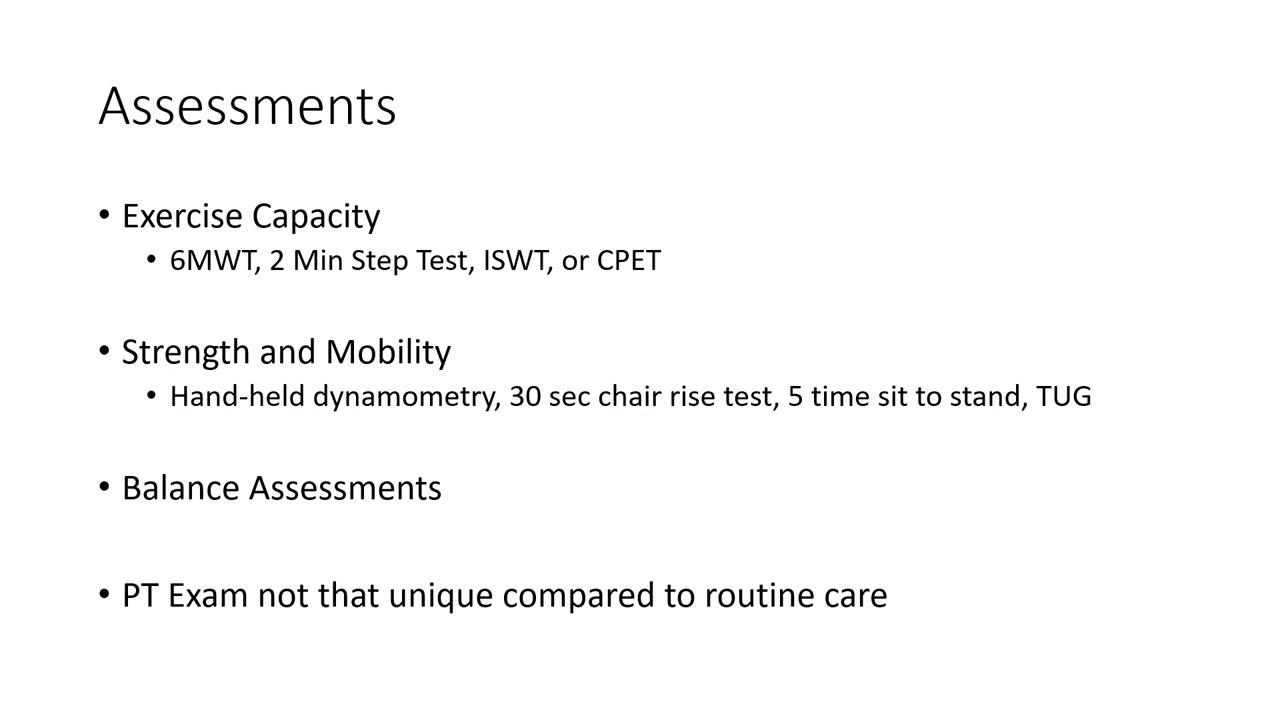 Assessments
• Exercise Capacity
• 6MWT, 2 Min Step Test, ISWT, or CPET
• Strength and Mobility
• Hand-held dynamometry, 30 sec chair rise test, 5 time sit to stand, TUG
• Balance Assessments
• PT Exam not that unique compared to routine care